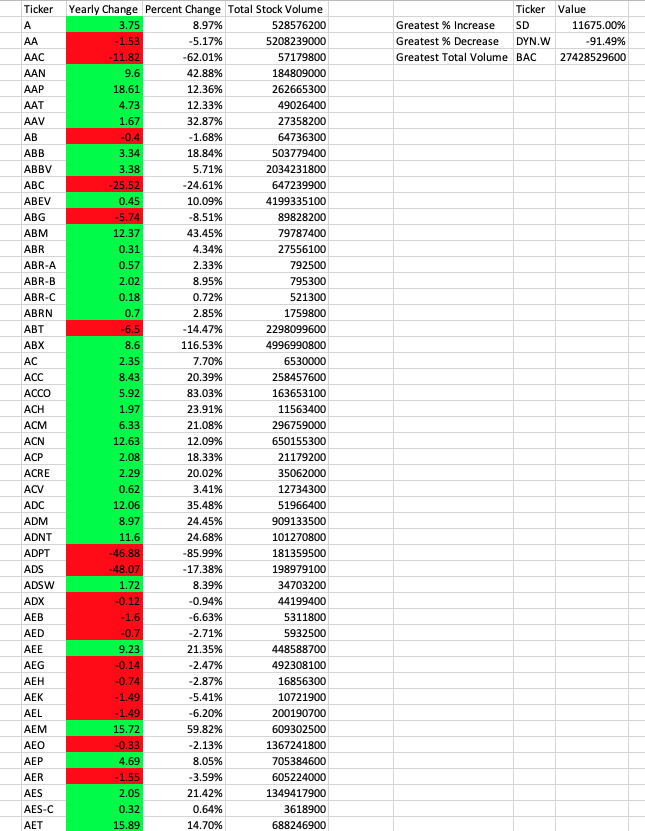 Ticker Yearly Change Percent Change Total Stock Volume Ticker Value
A 3.75 8.97% 528576200 Greatest % Increase SD 11675.00%
AA -1.53 -5.17% 5208239000 Greatest % Decrease DYN.W -91.49%
AAC -11.82 -62.01% 57179800 Greatest Total Volume BAC 27428529600
AAN 9.6 42.88% 184809000
AAP 18.61 12.36% 262665300
AAT 4.73 12.33% 49026400
AAV 1.67 32.87% 27358200
AB -0.4 -1.68% 64736300
ABB 3.34 18.84% 503779400
ABBV 3.38 5.71% 2034231800
ABC -25.52 -24.61% 647239900
ABEV 0.45 10.09% 4199335100
ABG -5.74 -8.51% 89828200
ABM 12.37 43.45% 79787400
ABR 0.31 4.34% 27556100
ABR-A 0.57 2.33% 792500
ABR-B 2.02 8.95% 795300
ABR-C 0.18 0.72% 521300
ABRN 0.7 2.85% 1759800
ABT -6.5 -14.47% 2298099600
ABX 8.6 116.53% 4996990800
AC 2.35 7.70% 6530000
ACC 8.43 20.39% 258457600
ACCO 5.92 83.03% 163653100
ACH 1.97 23.91% 11563400
ACM 6.33 21.08% 296759000
ACN 12.63 12.09% 650155300
ACP 2.08 18.33% 21179200
ACRE 2.29 20.02% 35062000
ACV 0.62 3.41% 12734300
ADC 12.06 35.48% 51966400
ADM 8.97 24.45% 909133500
ADNT 11.6 24.68% 101270800
ADPT -46.88 -85.99% 181359500
ADS -48.07 -17.38% 198979100
ADSW 1.72 8.39% 34703200
ADX -0.12 -0.94% 44199400
AEB -1.6 -6.63% 5311800
AED -0.7 -2.71% 5932500
AEE 9.23 21.35% 448588700
AEG -0.14 -2.47% 492308100
AEH -0.74 -2.87% 16856300
AEK -1.49 -5.41% 10721900
AEL -1.49 -6.20% 200190700
AEM 15.72 59.82% 609302500
AEO -0.33 -2.13% 1367241800
AEP 4.69 8.05% 705384600
AER -1.55 -3.59% 605224000
AES 2.05 21.42% 1349417900
AES-C 0.32 0.64% 3618900
AET 15.89 14.70% 688246900